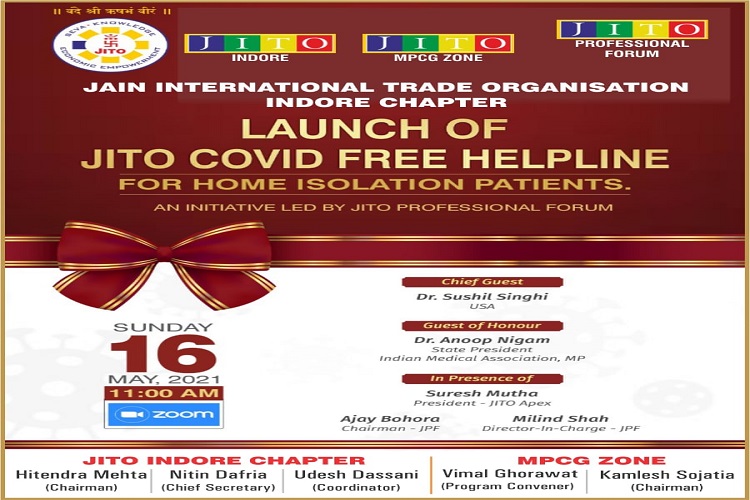 ॥ वंदे श्री ऋषभं वीरं ॥
SEVA - KNOWLEDGE
JITO
ECONOMIC EMPOWERMENT
JITO
INDORE
JITO
MPCG ZONE
JITO
PROFESSIONAL
FORUM
JAIN INTERNATIONAL TRADE ORGANISATION
INDORE CHAPTER
LAUNCH OF
JITO COVID FREE HELPLINE
FOR HOME ISOLATION PATIENTS.
AN INITIATIVE LED BY JITO PROFESSIONAL FORUM
SUNDAY
16
MAY, 2021
11:00 AM
zoom
Chief Guest
Dr. Sushil Singhi
USA
Guest of Honour
Dr. Anoop Nigam
State President
Indian Medical Association, MP
In Presence of
Suresh Mutha
President - JITO Apex
Ajay Bohora
Chairman - JPF
Milind Shah
Director-In-Charge - JPF
JITO INDORE CHAPTER
Hitendra Mehta
(Chairman)
Nitin Dafria
(Chief Secretary)
Udesh Dassani
(Coordinator)
MPCG ZONE
Vimal Ghorawat
(Program Convener)
Kamlesh Sojatia
(Chairman)